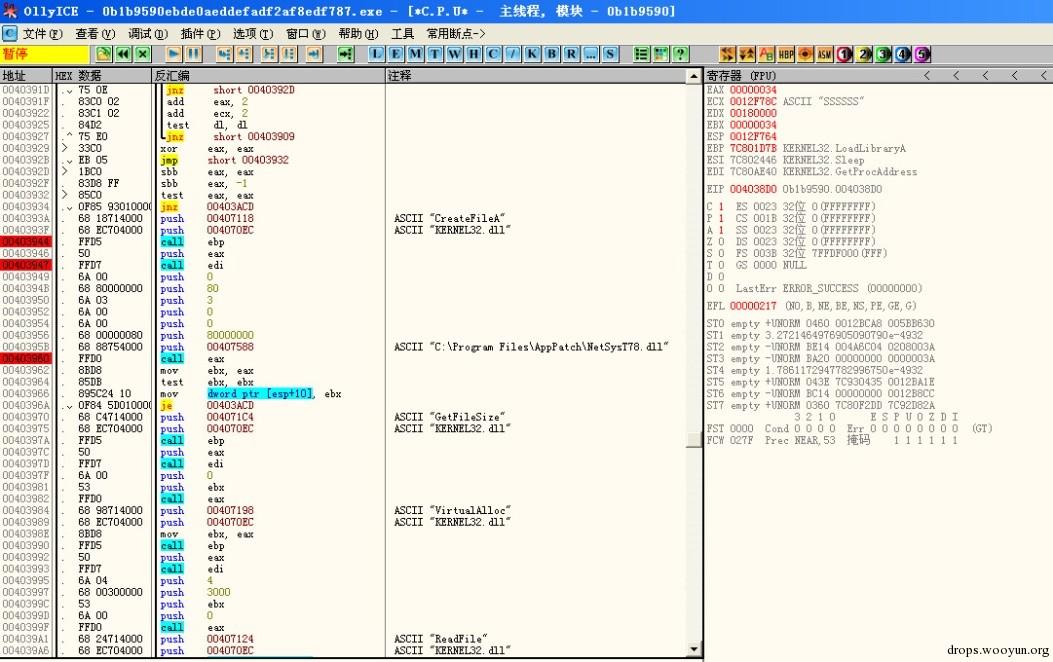 OllyICE - 0b1b9590ebde0aeddefadf2af8edf787.exe - [*C.P.U* - 主线程, 模块 - 0b1b9590]
C 文件(F) 查看(V) 调试(D) 插件(P) 选项(T) 窗口(W) 帮助(H) 工具 常用断点->
暂停 L E M T W H C / K B R ... S ? HBP ASM 1 2 3 4 5
地址 HEX 数据 反汇编 注释 寄存器 (FPU) < < < < <
0040391D . 75 0E jnz short 0040392D
0040391F . 83C0 02 add eax, 2
00403922 . 83C1 02 add ecx, 2
00403925 . 84D2 test dl, dl
00403927 .^ 75 E0 jnz short 00403909
00403929 > 33C0 xor eax, eax
0040392B . EB 05 jmp short 00403932
0040392D > 1BC0 sbb eax, eax
0040392F . 83D8 FF sbb eax, -1
00403932 > 85C0 test eax, eax
00403934 . 0F85 93010000 jnz 00403ACD
0040393A . 68 18714000 push 00407118 ASCII "CreateFileA"
0040393F . 68 EC704000 push 004070EC ASCII "KERNEL32.dll"
00403944 . FFD5 call ebp
00403946 . 50 push eax
00403947 . FFD7 call edi
00403949 . 6A 00 push 0
0040394B . 68 80000000 push 80
00403950 . 6A 03 push 3
00403952 . 6A 00 push 0
00403954 . 6A 00 push 0
00403956 . 68 00000080 push 80000000
0040395B . 68 88754000 push 00407588 ASCII "C:\Program Files\AppPatch\NetSysT78.dll"
00403960 . FFD0 call eax
00403962 . 8BD8 mov ebx, eax
00403964 . 85DB test ebx, ebx
00403966 . 895C24 10 mov dword ptr [esp+10], ebx
0040396A . 0F84 5D010000 je 00403ACD
00403970 . 68 C4714000 push 004071C4 ASCII "GetFileSize"
00403975 . 68 EC704000 push 004070EC ASCII "KERNEL32.dll"
0040397A . FFD5 call ebp
0040397C . 50 push eax
0040397D . FFD7 call edi
0040397F . 6A 00 push 0
00403981 . 53 push ebx
00403982 . FFD0 call eax
00403984 . 68 98714000 push 00407198 ASCII "VirtualAlloc"
00403989 . 68 EC704000 push 004070EC ASCII "KERNEL32.dll"
0040398E . 8BD8 mov ebx, eax
00403990 . FFD5 call ebp
00403992 . 50 push eax
00403993 . FFD7 call edi
00403995 . 6A 04 push 4
00403997 . 68 00300000 push 3000
0040399C . 53 push ebx
0040399D . 6A 00 push 0
0040399F . FFD0 call eax
004039A1 . 68 24714000 push 00407124 ASCII "ReadFile"
004039A6 . 68 EC704000 push 004070EC ASCII "KERNEL32.dll"
EAX 00000034
ECX 0012F78C ASCII "SSSSSS"
EDX 00180000
EBX 00000034
ESP 0012F764
EBP 7C801D7B KERNEL32.LoadLibraryA
ESI 7C802446 KERNEL32.Sleep
EDI 7C80AE40 KERNEL32.GetProcAddress
EIP 004038D0 0b1b9590.004038D0
C 1 ES 0023 32位 0(FFFFFFFF)
P 1 CS 001B 32位 0(FFFFFFFF)
A 1 SS 0023 32位 0(FFFFFFFF)
Z 0 DS 0023 32位 0(FFFFFFFF)
S 0 FS 003B 32位 7FFDF000(FFF)
T 0 GS 0000 NULL
D 0
O 0 LastErr ERROR_SUCCESS (00000000)
EFL 00000217 (NO,B,NE,BE,NS,PE,GE,G)
ST0 empty +UNORM 0460 0012BCA8 005BB630
ST1 empty 3.2721464976905090790e-4932
ST2 empty -UNORM BE14 004A6C04 0208003A
ST3 empty -UNORM BA20 00000000 0000003A
ST4 empty 1.7861172947782996750e-4932
ST5 empty +UNORM 043E 7C930435 0012BA1E
ST6 empty -UNORM BC14 00000000 0012B8CC
ST7 empty +UNORM 0360 7C80F2DD 7C92D82A
3 2 1 0 E S P U O Z D I
FST 0000 Cond 0 0 0 0 Err 0 0 0 0 0 0 0 0 (GT)
FCW 027F Prec NEAR,53 掩码 1 1 1 1 1 1
drops.wooyun.org